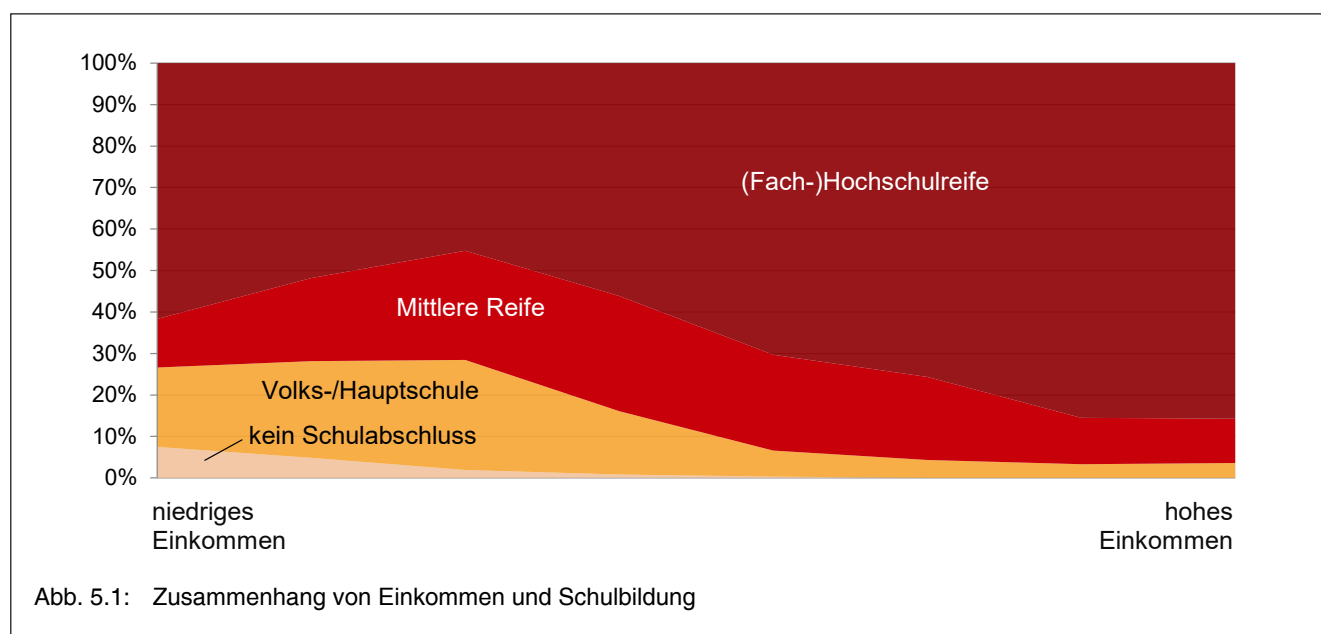 100%
90%
80%
70%
60%
50%
40%
30%
20%
10%
0%
(Fach-)Hochschulreife
Mittlere Reife
Volks-/Hauptschule
kein Schulabschluss
niedriges
Einkommen
hohes
Einkommen
Abb. 5.1: Zusammenhang von Einkommen und Schulbildung